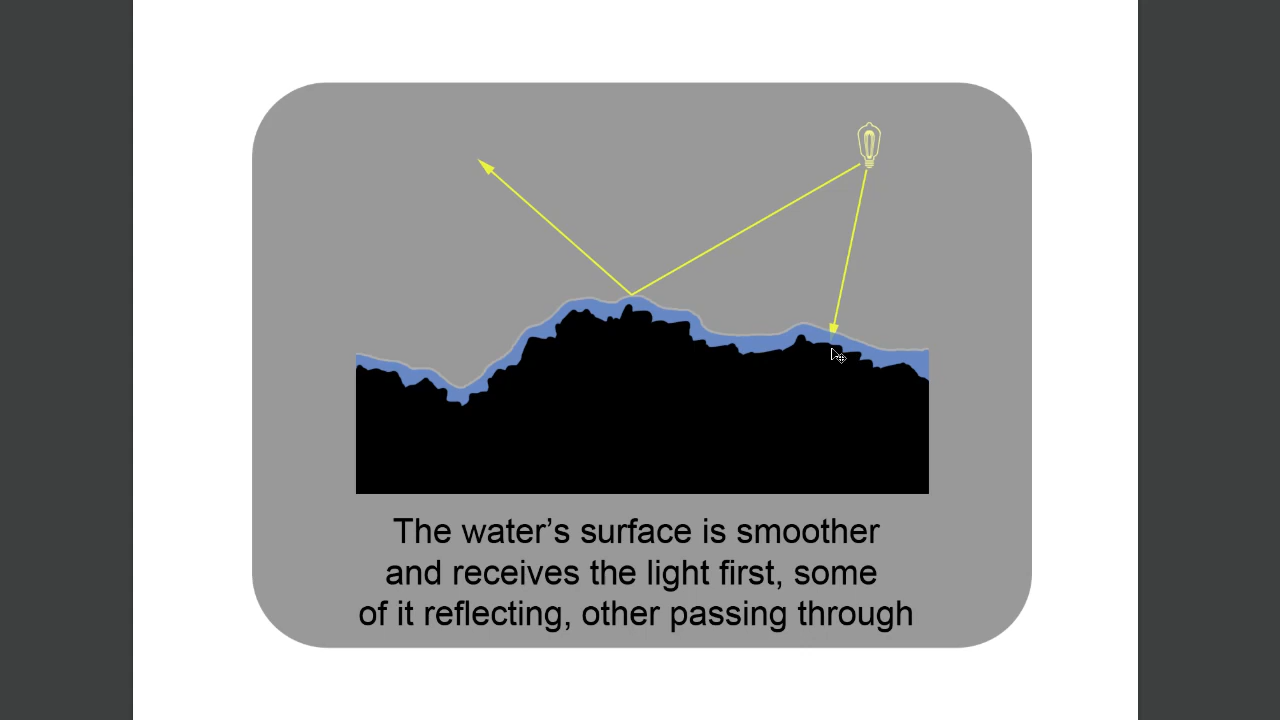 The water’s surface is smoother
and receives the light first, some
of it reflecting, other passing through